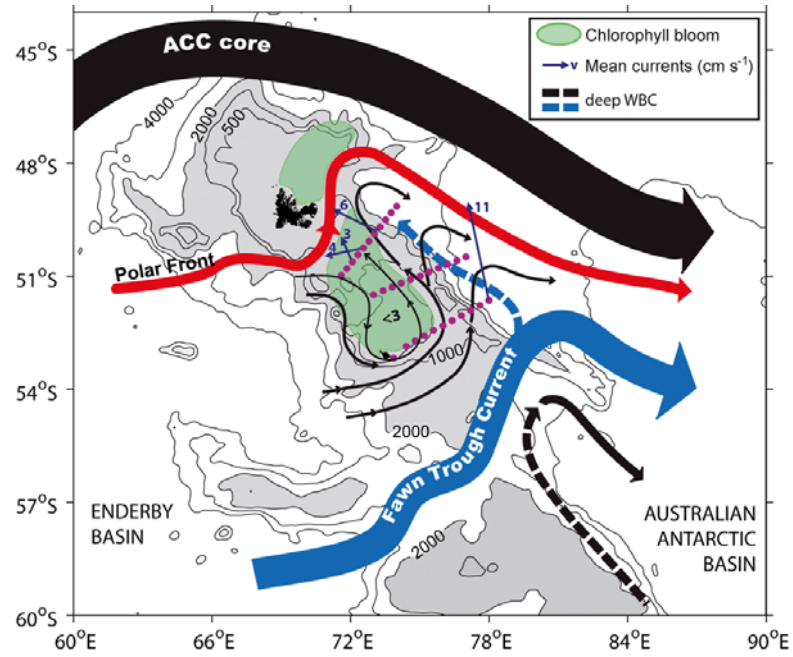 45°S
48°S
51°S
54°S
57°S
60°S
60°E
66°E
72°E
78°E
84°E
90°E
ACC core
Chlorophyll bloom
v Mean currents (cm s⁻¹)
deep WBC
4000
2000
500
6
3
4
11
Polar Front
<3
1000
2000
Fawn Trough Current
ENDERBY
BASIN
2000
AUSTRALIAN
ANTARCTIC
BASIN